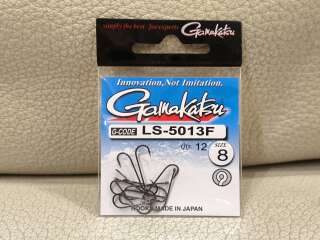 simply the best for experts
Gamakatsu
Innovation, Not Imitation.
Gamakatsu
G-CODE LS-5013F
Qty. 12
SIZE
8
HOOKS MADE IN JAPAN